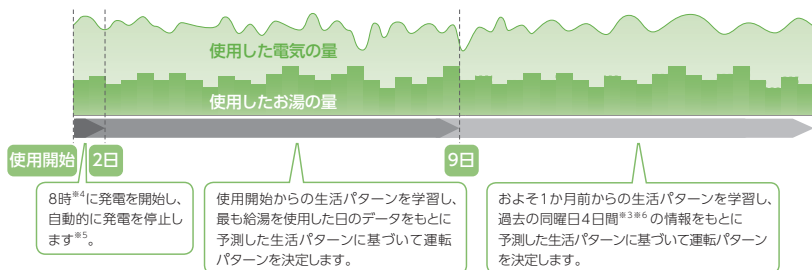 使用した電気の量
使用したお湯の量
使用開始
2日
9日
8時※4に発電を開始し、
自動的に発電を停止し
ます※5。
使用開始からの生活パターンを学習し、
最も給湯を使用した日のデータをもとに
予測した生活パターンに基づいて運転
パターンを決定します。
およそ1か月前からの生活パターンを学習し、
過去の同曜日4日間※3※6の情報をもとに
予測した生活パターンに基づいて運転パターン
を決定します。